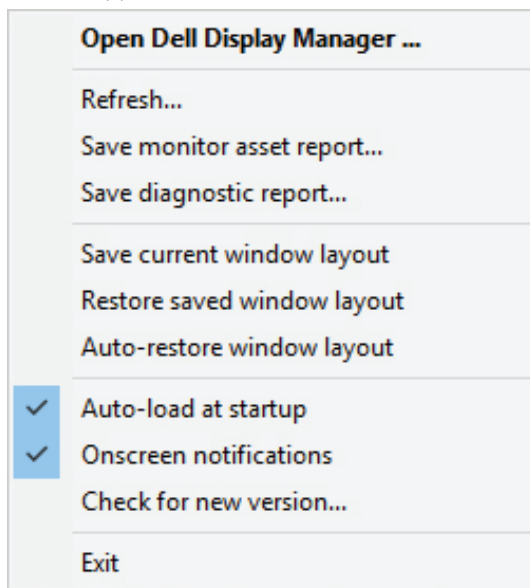 Open Dell Display Manager ...
Refresh...
Save monitor asset report...
Save diagnostic report...
Save current window layout
Restore saved window layout
Auto-restore window layout
Auto-load at startup
Onscreen notifications
Check for new version...
Exit